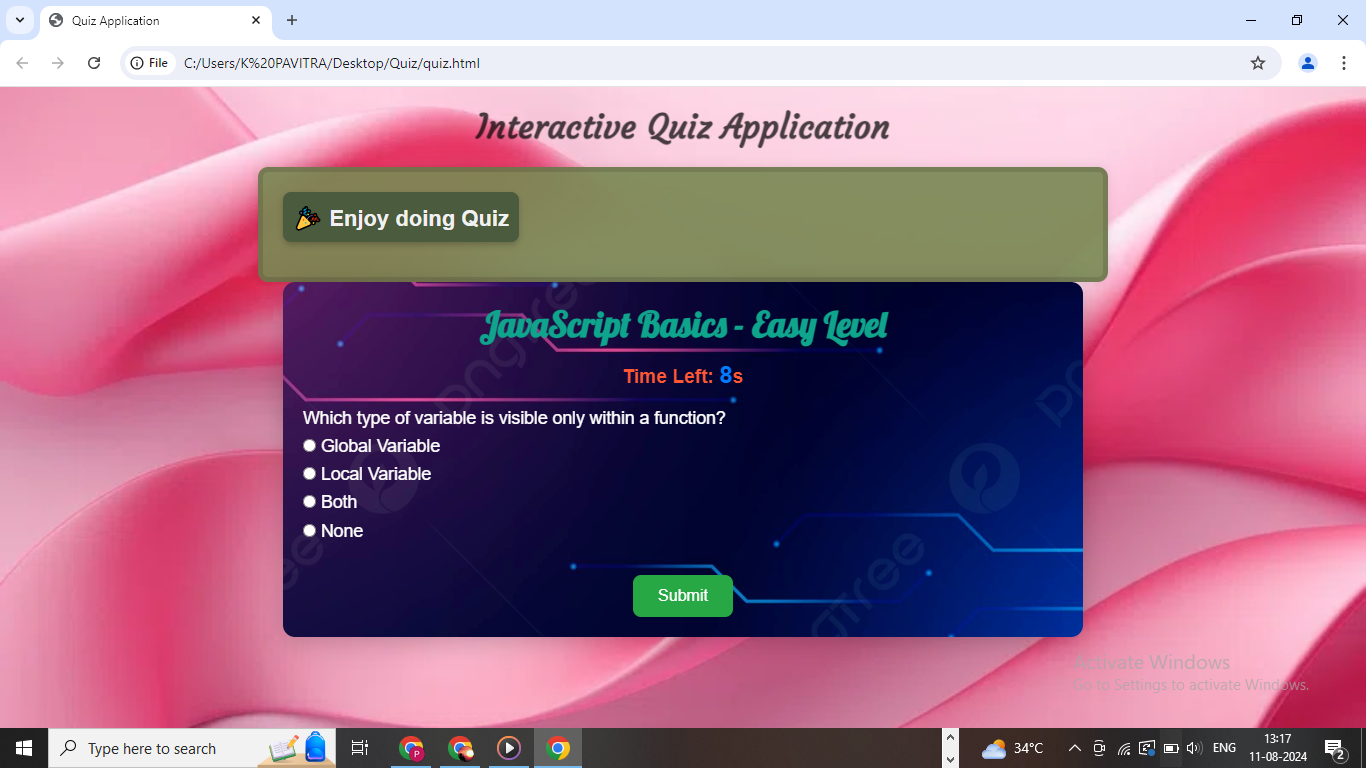 Quiz Application
File
C:/Users/K%20PAVITRA/Desktop/Quiz/quiz.html
Interactive Quiz Application
🎉 Enjoy doing Quiz
JavaScript Basics - Easy Level
Time Left: 8s
Which type of variable is visible only within a function?
Global Variable
Local Variable
Both
None
Submit
pngtree
Activate Windows
Go to Settings to activate Windows.
Type here to search
P
34°C
ENG
13:17
11-08-2024
2